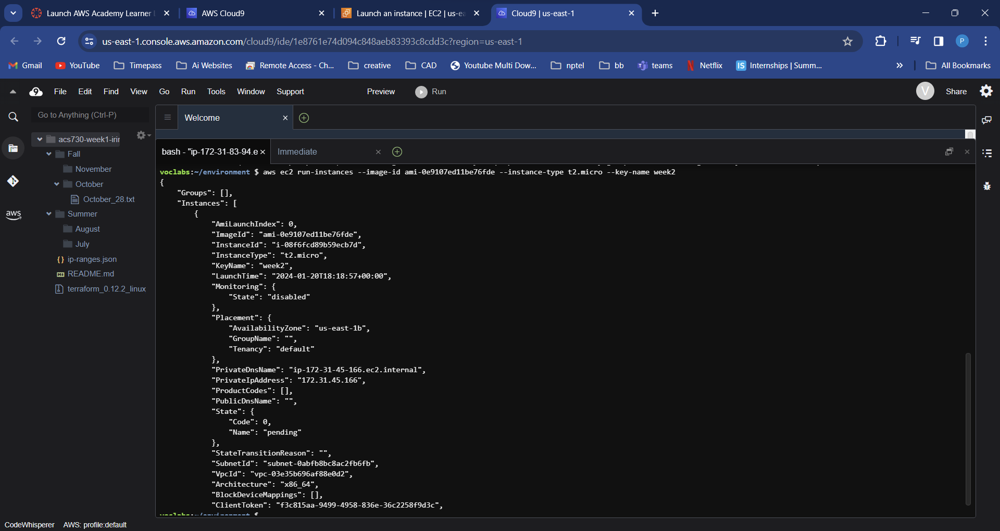 Launch AWS Academy Learner L
AWS Cloud9
Launch an instance | EC2 | us-ea
Cloud9 | us-east-1
us-east-1.console.aws.amazon.com/cloud9/ide/1e8761e74d094c848aeb83393c8cdd3c?region=us-east-1
P
Gmail
YouTube
Timepass
Ai Websites
Remote Access - Ch...
creative
CAD
Youtube Multi Dow...
nptel
bb
teams
Netflix
IS
Internships | Summ...
»
All Bookmarks
9
File
Edit
Find
View
Go
Run
Tools
Window
Support
Preview
Run
V
Share
Go to Anything (Ctrl-P)
Welcome
acs730-week1-irir
Fall
November
October
October_28.txt
Summer
August
July
{} ip-ranges.json
README.md
terraform_0.12.2_linux
aws
bash - "ip-172-31-83-94.e
Immediate
voclabs:~/environment $ aws ec2 run-instances --image-id ami-0e9107ed11be76fde --instance-type t2.micro --key-name week2
{
"Groups": [],
"Instances": [
{
"AmiLaunchIndex": 0,
"ImageId": "ami-0e9107ed11be76fde",
"InstanceId": "i-08f6fcd89b59ecb7d",
"InstanceType": "t2.micro",
"KeyName": "week2",
"LaunchTime": "2024-01-20T18:18:57+00:00",
"Monitoring": {
"State": "disabled"
},
"Placement": {
"AvailabilityZone": "us-east-1b",
"GroupName": "",
"Tenancy": "default"
},
"PrivateDnsName": "ip-172-31-45-166.ec2.internal",
"PrivateIpAddress": "172.31.45.166",
"ProductCodes": [],
"PublicDnsName": "",
"State": {
"Code": 0,
"Name": "pending"
},
"StateTransitionReason": "",
"SubnetId": "subnet-0abfb8bc8ac2fb6fb",
"VpcId": "vpc-03e35b696af88e0d2",
"Architecture": "x86_64",
"BlockDeviceMappings": [],
"ClientToken": "f3c815aa-9499-4958-836e-36c2258f9d3c",
voclabs:~/environment $
CodeWhisperer
AWS: profile:default